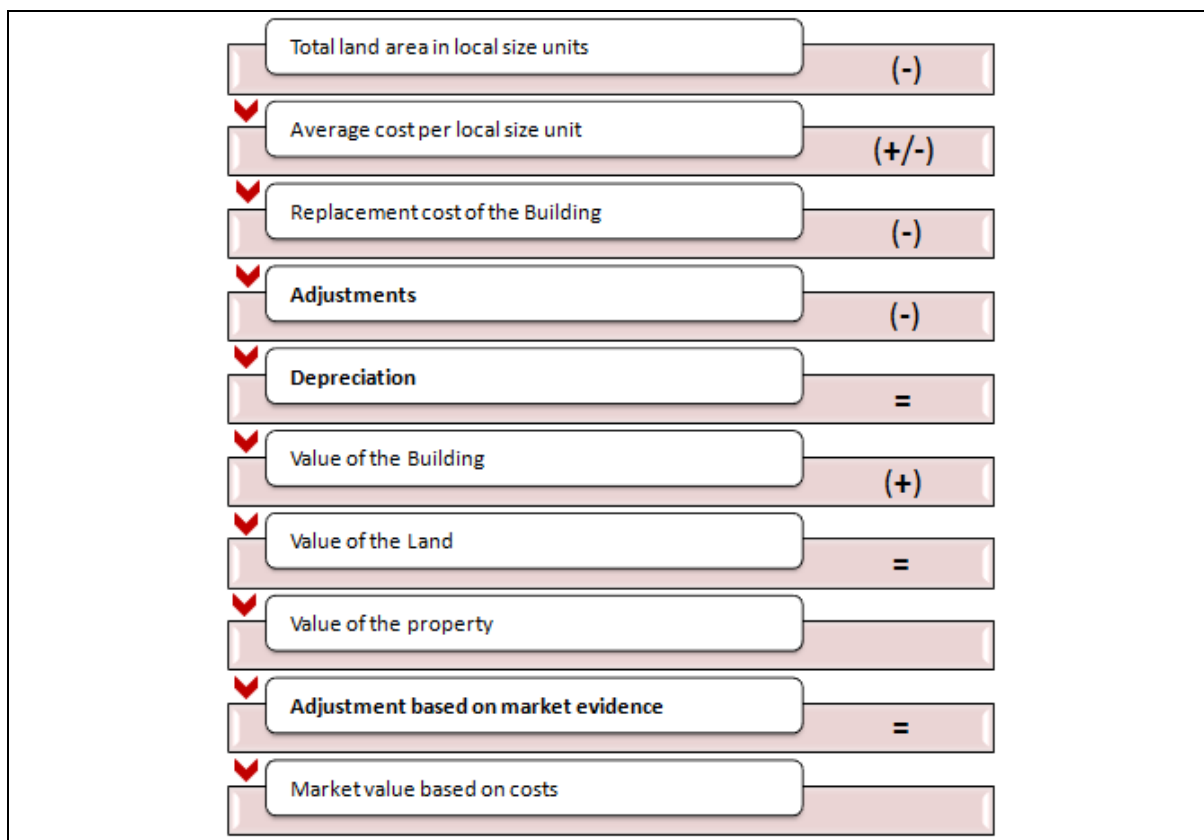 Total land area in local size units
(-)
Average cost per local size unit
(+/-)
Replacement cost of the Building
(-)
Adjustments
(-)
Depreciation
=
Value of the Building
(+)
Value of the Land
=
Value of the property
Adjustment based on market evidence
=
Market value based on costs